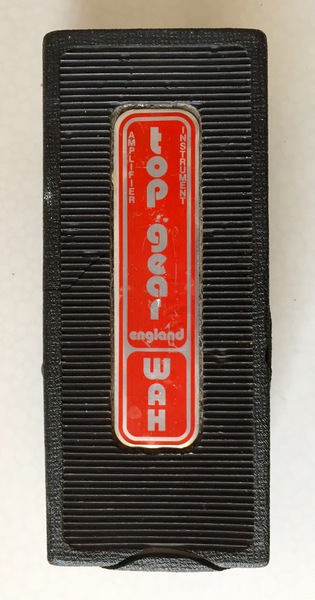 AMPLIFIER
INSTRUMENT
top gear
england
WAH